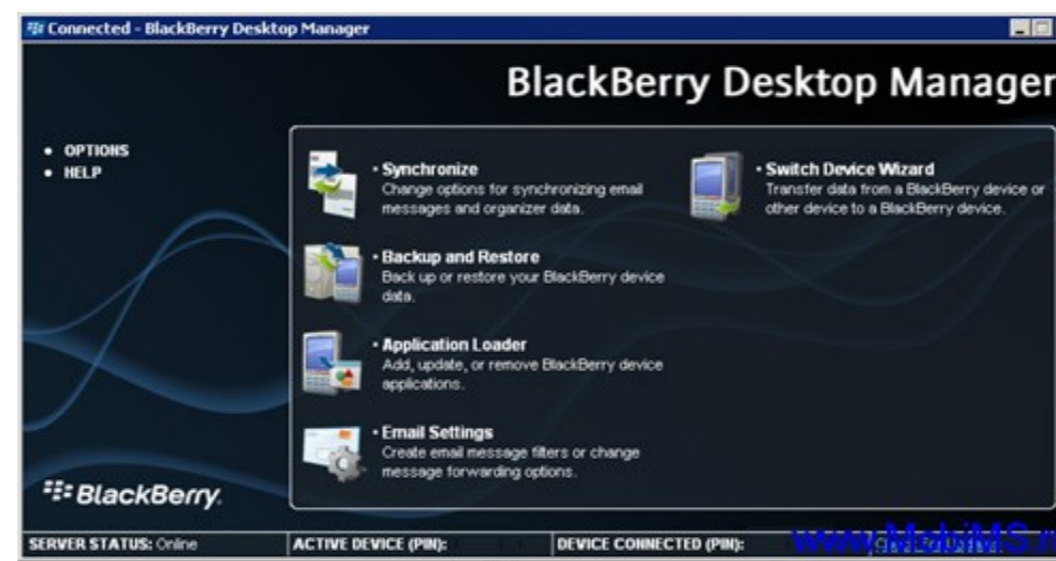 Connected - BlackBerry Desktop Manager
BlackBerry Desktop Manager
• OPTIONS
• HELP
• Synchronize
Change options for synchronizing email
messages and organizer data.
• Backup and Restore
Back up or restore your BlackBerry device
data.
• Application Loader
Add, update, or remove BlackBerry device
applications.
• Email Settings
Create email message filters or change
message forwarding options.
• Switch Device Wizard
Transfer data from a BlackBerry device or
other device to a BlackBerry device.
BlackBerry.
SERVER STATUS: Online
ACTIVE DEVICE (PIN):
DEVICE CONNECTED (PIN):
www.MobiMS.r